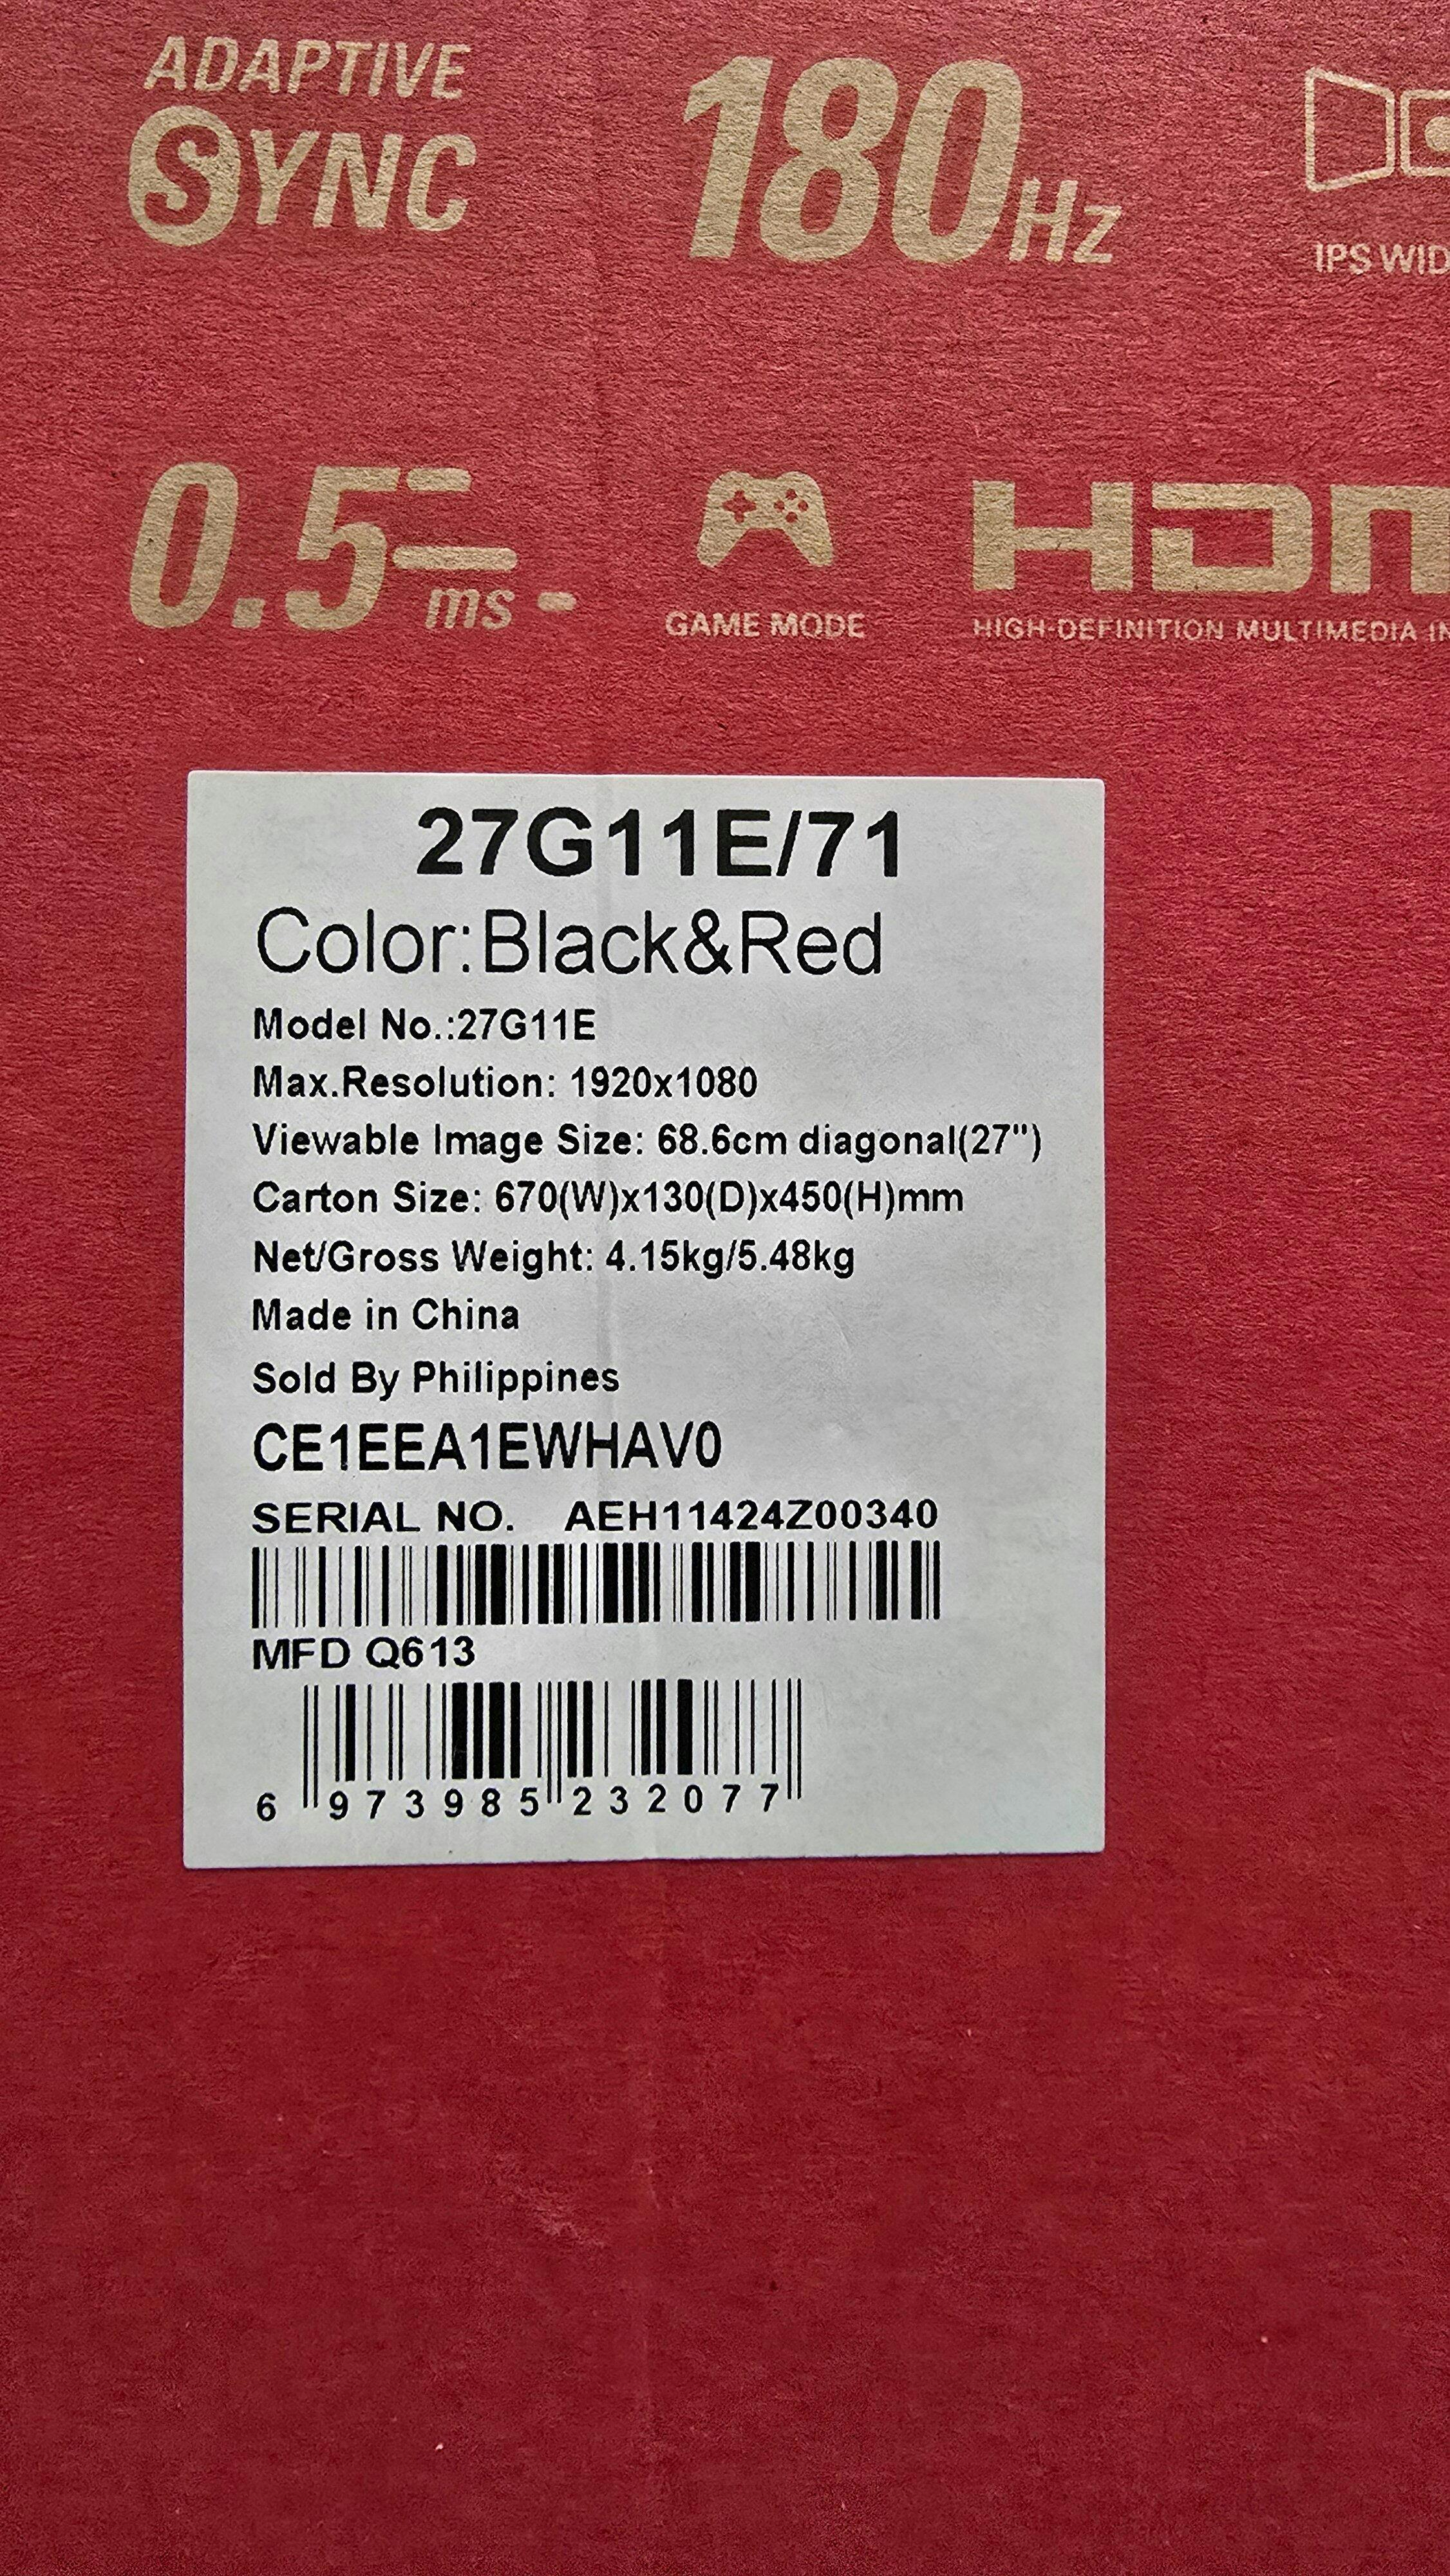 ADAPTIVE
SYNC
180Hz
IPS WID
0.5ms
GAME MODE
HDM
HIGH-DEFINITION MULTIMEDIA IN
27G11E/71
Color:Black&Red
Model No.:27G11E
Max.Resolution: 1920x1080
Viewable Image Size: 68.6cm diagonal(27")
Carton Size: 670(W)x130(D)x450(H)mm
Net/Gross Weight: 4.15kg/5.48kg
Made in China
Sold By Philippines
CE1EEA1EWHAV0
SERIAL NO. AEH11424Z00340
MFD Q613
6 973985 232077